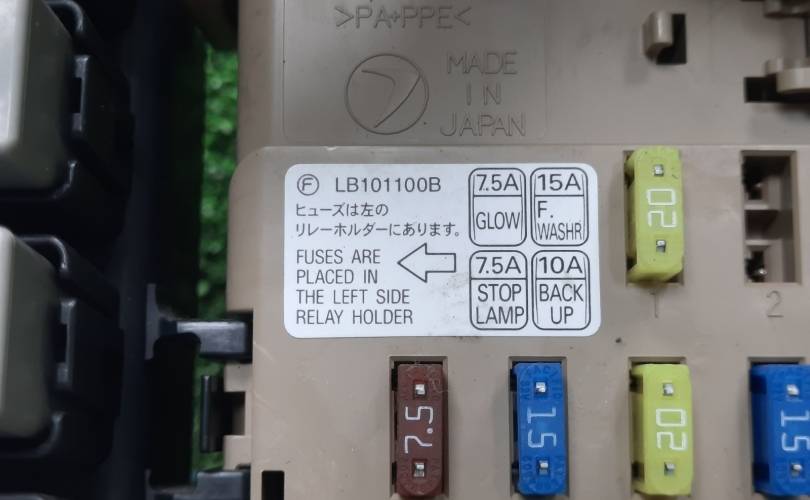 >PA+PPE<
MADE
IN
JAPAN
F LB101100B
ヒューズは左の
リレーホルダーにあります。
FUSES ARE
PLACED IN
THE LEFT SIDE
RELAY HOLDER
7.5A
GLOW
15A
F.
WASHR
7.5A
STOP
LAMP
10A
BACK
UP
20
1
2
7.5
15
20
15